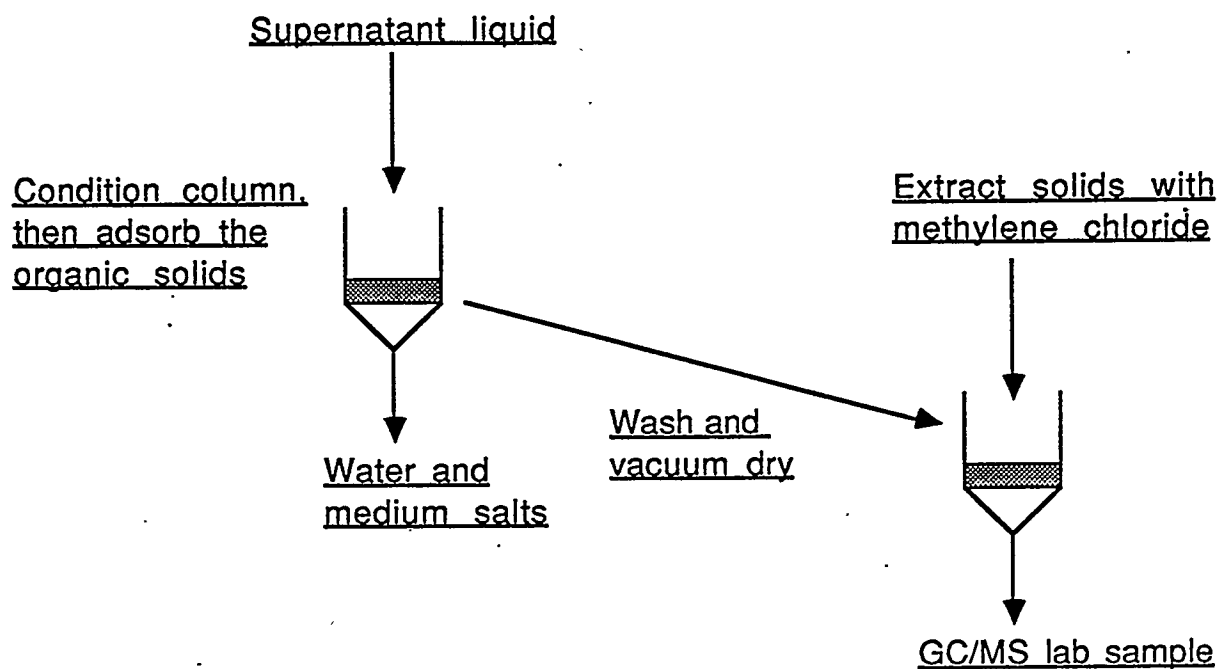 Supernatant liquid
Condition column,
then adsorb the
organic solids
Extract solids with
methylene chloride
Wash and
vacuum dry
Water and
medium salts
GC/MS lab sample